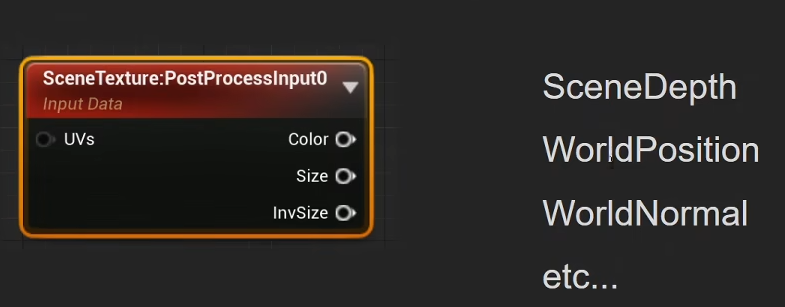 SceneTexture:PostProcessInput0
Input Data
UVs
Color
Size
InvSize
SceneDepth
WorldPosition
WorldNormal
etc...